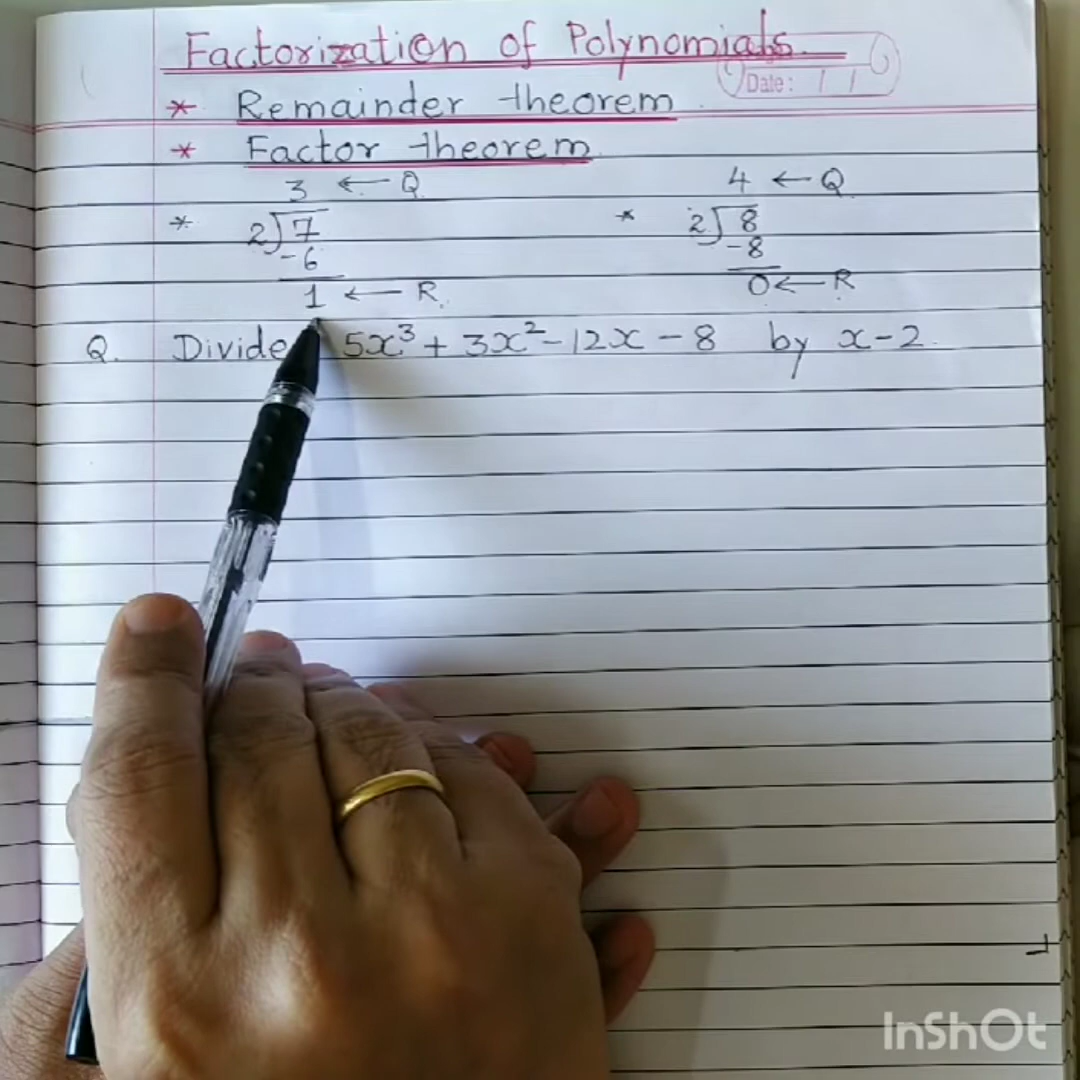 Factorization of Polynomials.
Date: / /
* Remainder theorem
* Factor theorem
3 ← Q 4 ← Q
* 2)7 * 2)8
-6 -8
1 ← R 0 ← R
Q. Divide 5x³ + 3x² - 12x - 8 by x - 2.
InShOt